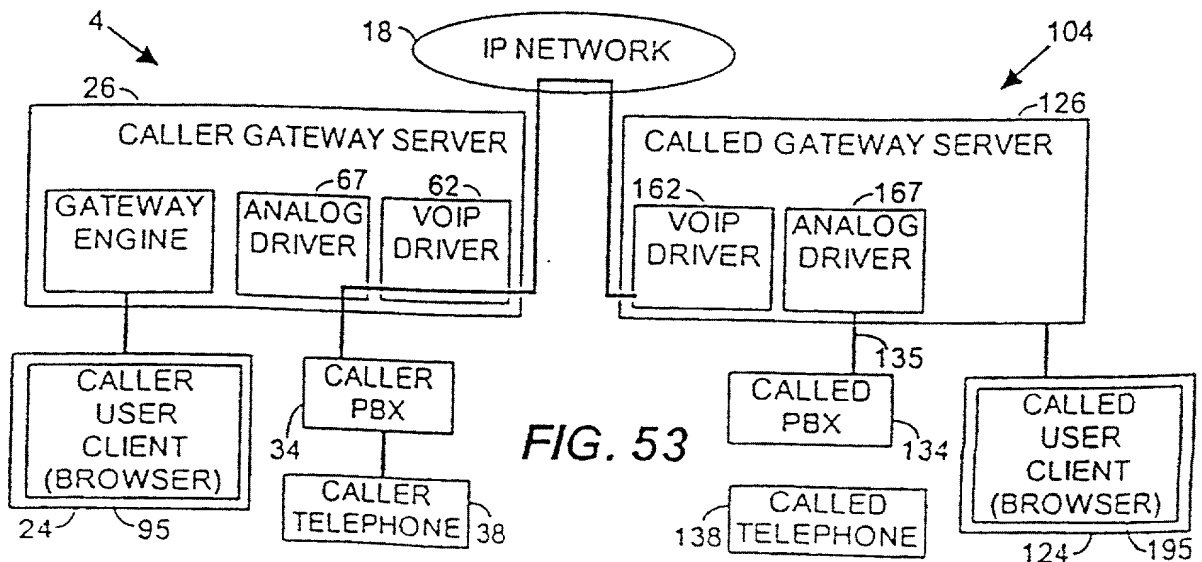 4
18
IP NETWORK
104
26
CALLER GATEWAY SERVER
GATEWAY
ENGINE
67
ANALOG
DRIVER
62
VOIP
DRIVER
126
CALLED GATEWAY SERVER
162
VOIP
DRIVER
167
ANALOG
DRIVER
135
CALLER
USER
CLIENT
(BROWSER)
24
95
CALLER
PBX
34
CALLER
TELEPHONE
38
FIG. 53
CALLED
PBX
134
138
CALLED
TELEPHONE
CALLED
USER
CLIENT
(BROWSER)
124
195